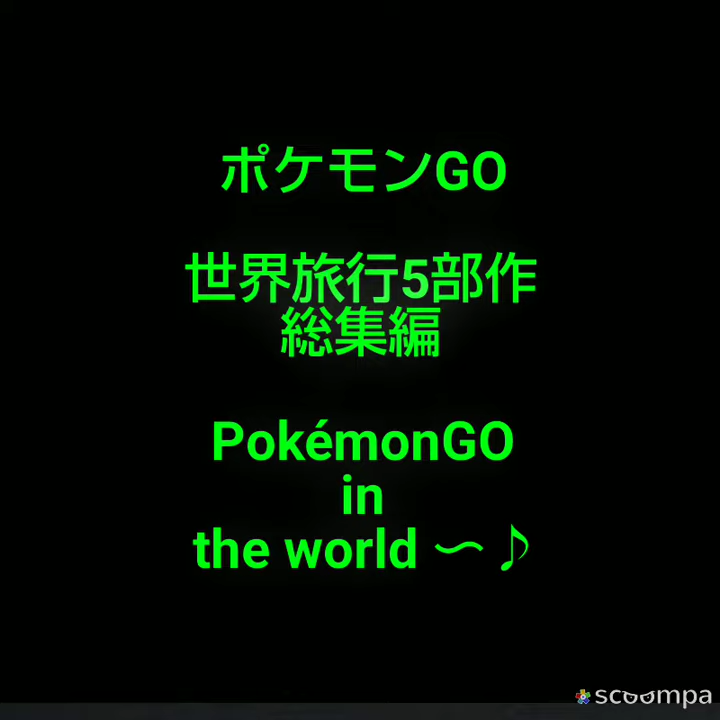 ポケモンGO
世界旅行5部作
総集編
PokémonGO
in
the world 〜♪
scoompa